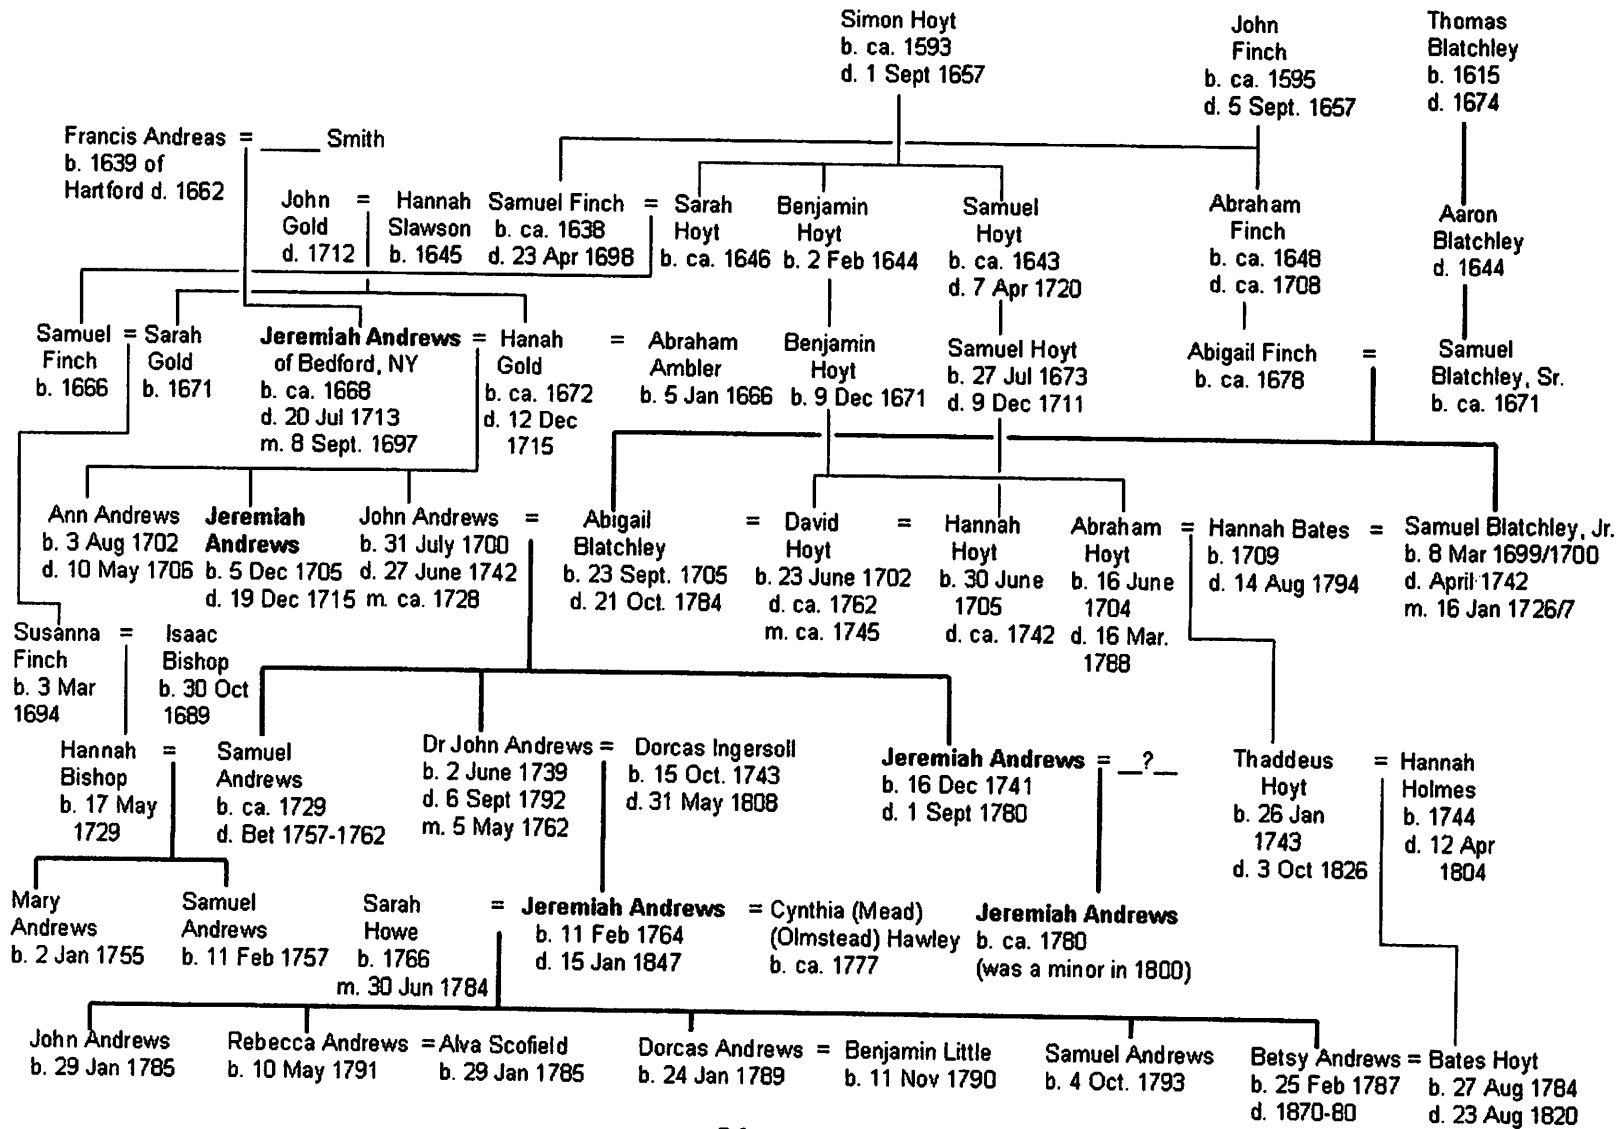 Simon Hoyt
b. ca. 1593
d. 1 Sept 1657
John
Finch
b. ca. 1595
d. 5 Sept. 1657
Thomas
Blatchley
b. 1615
d. 1674
Francis Andreas = _____ Smith
b. 1639 of
Hartford d. 1662
John =
Gold
d. 1712
Hannah
Slawson
b. 1645
Samuel Finch =
b. ca. 1638
d. 23 Apr 1698
Sarah
Hoyt
b. ca. 1646
Benjamin
Hoyt
b. 2 Feb 1644
Samuel
Hoyt
b. ca. 1643
d. 7 Apr 1720
Abraham
Finch
b. ca. 1648
d. ca. 1708
Aaron
Blatchley
d. 1644
Samuel =
Finch
b. 1666
Sarah
Gold
b. 1671
Jeremiah Andrews =
of Bedford, NY
b. ca. 1668
d. 20 Jul 1713
m. 8 Sept. 1697
Hanah =
Gold
b. ca. 1672
d. 12 Dec
1715
Abraham
Ambler
b. 5 Jan 1666
Benjamin
Hoyt
b. 9 Dec 1671
Samuel Hoyt
b. 27 Jul 1673
d. 9 Dec 1711
Abigail Finch =
b. ca. 1678
Samuel
Blatchley, Sr.
b. ca. 1671
Ann Andrews
b. 3 Aug 1702
d. 10 May 1706
Jeremiah
Andrews
b. 5 Dec 1705
d. 19 Dec 1715
John Andrews =
b. 31 July 1700
d. 27 June 1742
m. ca. 1728
Abigail =
Blatchley
b. 23 Sept. 1705
d. 21 Oct. 1784
David =
Hoyt
b. 23 June 1702
d. ca. 1762
m. ca. 1745
Hannah
Hoyt
b. 30 June
1705
d. ca. 1742
Abraham =
Hoyt
b. 16 June
1704
d. 16 Mar.
1788
Hannah Bates =
b. 1709
d. 14 Aug 1794
Samuel Blatchley, Jr.
b. 8 Mar 1699/1700
d. April 1742
m. 16 Jan 1726/7
Susanna =
Finch
b. 3 Mar
1694
Isaac
Bishop
b. 30 Oct
1689
Hannah =
Bishop
b. 17 May
1729
Samuel
Andrews
b. ca. 1729
d. Bet 1757-1762
Dr John Andrews =
b. 2 June 1739
d. 6 Sept 1792
m. 5 May 1762
Dorcas Ingersoll
b. 15 Oct. 1743
d. 31 May 1808
Jeremiah Andrews = __?__
b. 16 Dec 1741
d. 1 Sept 1780
Thaddeus =
Hoyt
b. 26 Jan
1743
d. 3 Oct 1826
Hannah
Holmes
b. 1744
d. 12 Apr
1804
Mary
Andrews
b. 2 Jan 1755
Samuel
Andrews
b. 11 Feb 1757
Sarah =
Howe
b. 1766
m. 30 Jun 1784
Jeremiah Andrews =
b. 11 Feb 1764
d. 15 Jan 1847
Cynthia (Mead)
(Olmstead) Hawley
b. ca. 1777
Jeremiah Andrews
b. ca. 1780
(was a minor in 1800)
John Andrews
b. 29 Jan 1785
Rebecca Andrews =
b. 10 May 1791
Alva Scofield
b. 29 Jan 1785
Dorcas Andrews =
b. 24 Jan 1789
Benjamin Little
b. 11 Nov 1790
Samuel Andrews
b. 4 Oct. 1793
Betsy Andrews =
b. 25 Feb 1787
d. 1870-80
Bates Hoyt
b. 27 Aug 1784
d. 23 Aug 1820